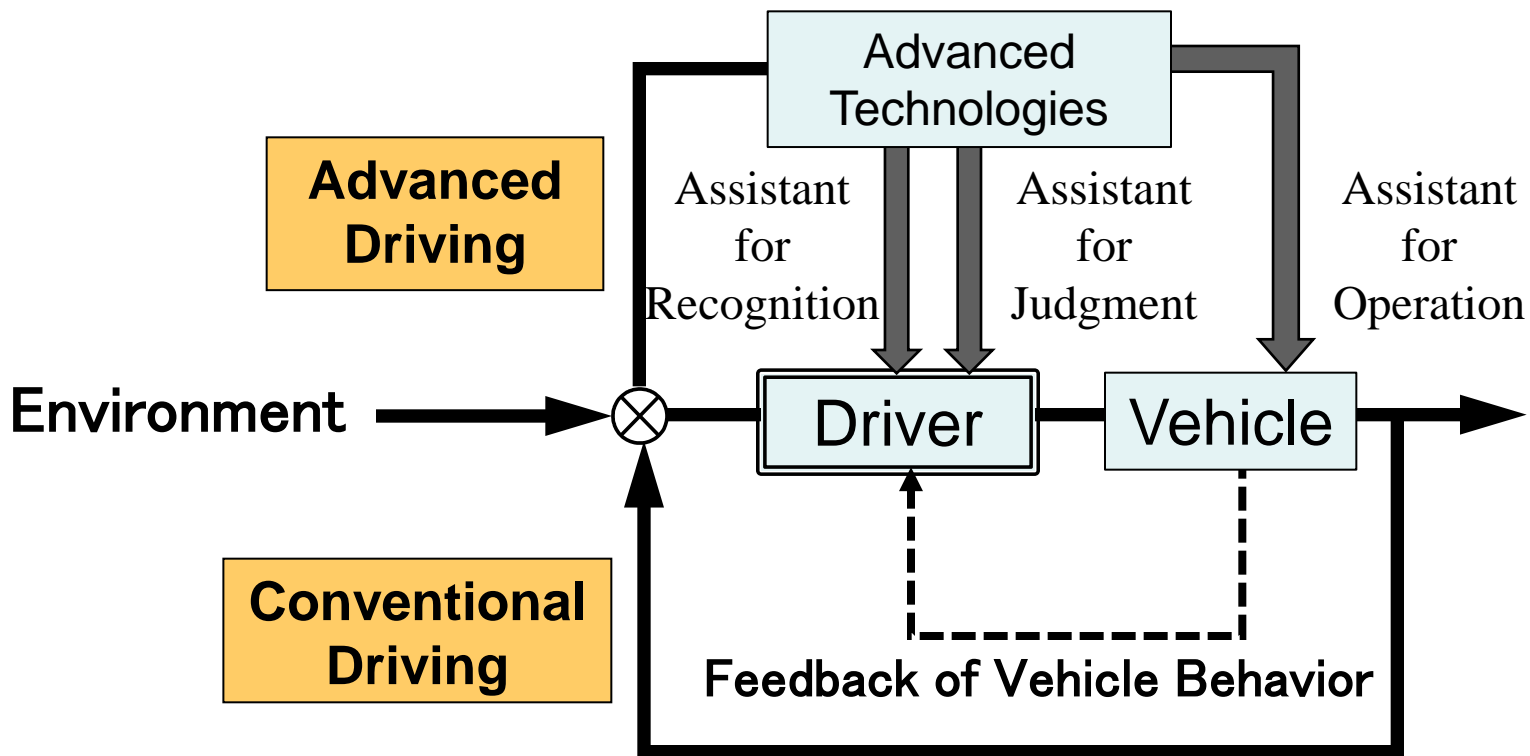 Advanced
Technologies
Advanced
Driving
Assistant
for
Recognition
Assistant
for
Judgment
Assistant
for
Operation
Environment
Driver
Vehicle
Conventional
Driving
Feedback of Vehicle Behavior